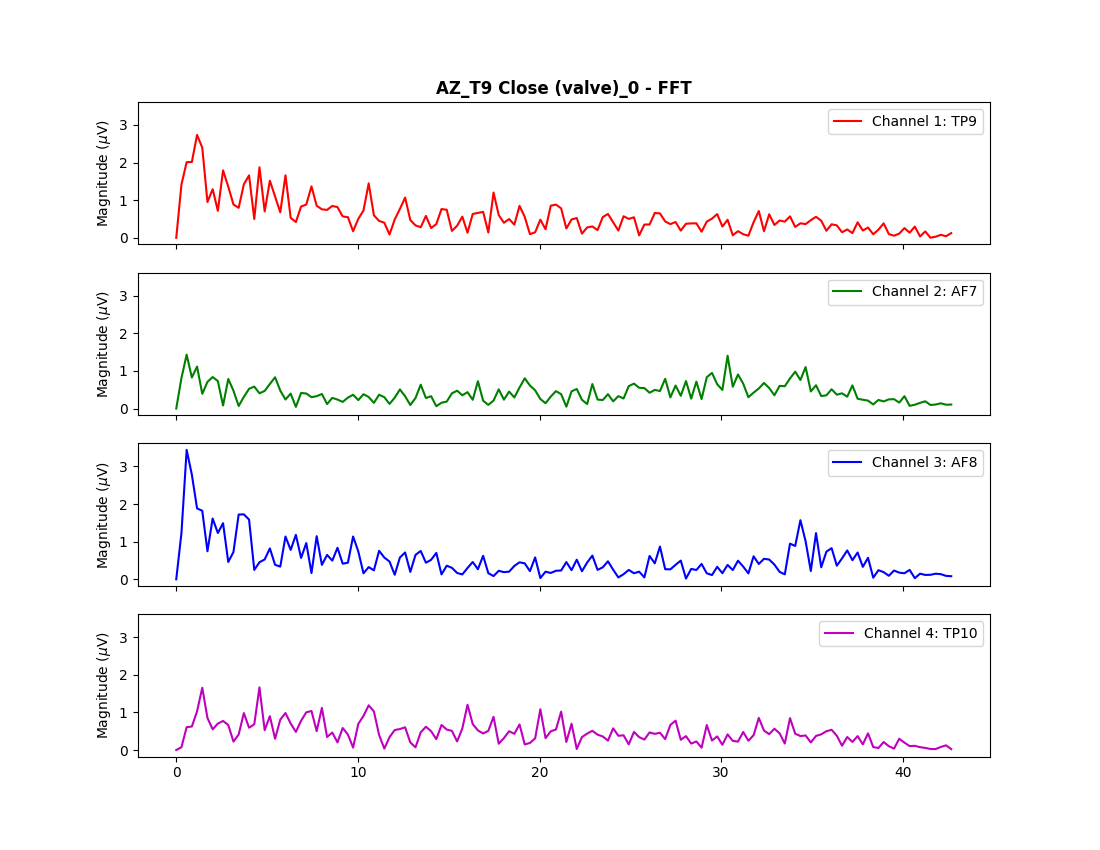 AZ_T9 Close (valve)_0 - FFT
Magnitude (μV)
3
2
1
0
Channel 1: TP9
Magnitude (μV)
3
2
1
0
Channel 2: AF7
Magnitude (μV)
3
2
1
0
Channel 3: AF8
Magnitude (μV)
3
2
1
0
Channel 4: TP10
0 10 20 30 40